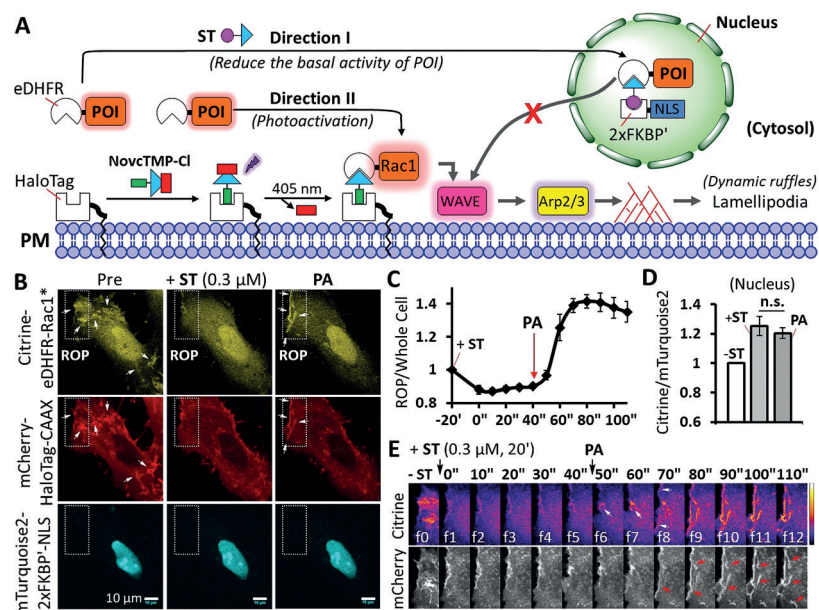 A
ST Direction I
(Reduce the basal activity of POI)
Nucleus
eDHFR
POI
POI
Direction II
(Photoactivation)
POI
NLS
2xFKBP'
(Cytosol)
HaloTag
NovcTMP-Cl
405 nm
Rac1
WAVE
Arp2/3
(Dynamic ruffles)
Lamellipodia
PM
B
Pre
+ ST (0.3 μM)
PA
Citrine-
eDHFR-Rac1*
ROP
ROP
ROP
mCherry-
HaloTag-CAAX
mTurquoise2-
2xFKBP'-NLS
10 μm
10 μm
C
ROP/Whole Cell
1.4
1.2
1
0.8
+ ST
PA
-20' 0" 20" 40" 60" 80" 100"
D
(Nucleus)
Citrine/mTurquoise2
1.4
1.2
1
0.8
0.6
n.s.
+ST
PA
-ST
E
+ ST (0.3 μM, 20')
PA
- ST 0" 10" 20" 30" 40" 50" 60" 70" 80" 90" 100" 110"
Citrine
f0 f1 f2 f3 f4 f5 f6 f7 f8 f9 f10 f11 f12
mCherry